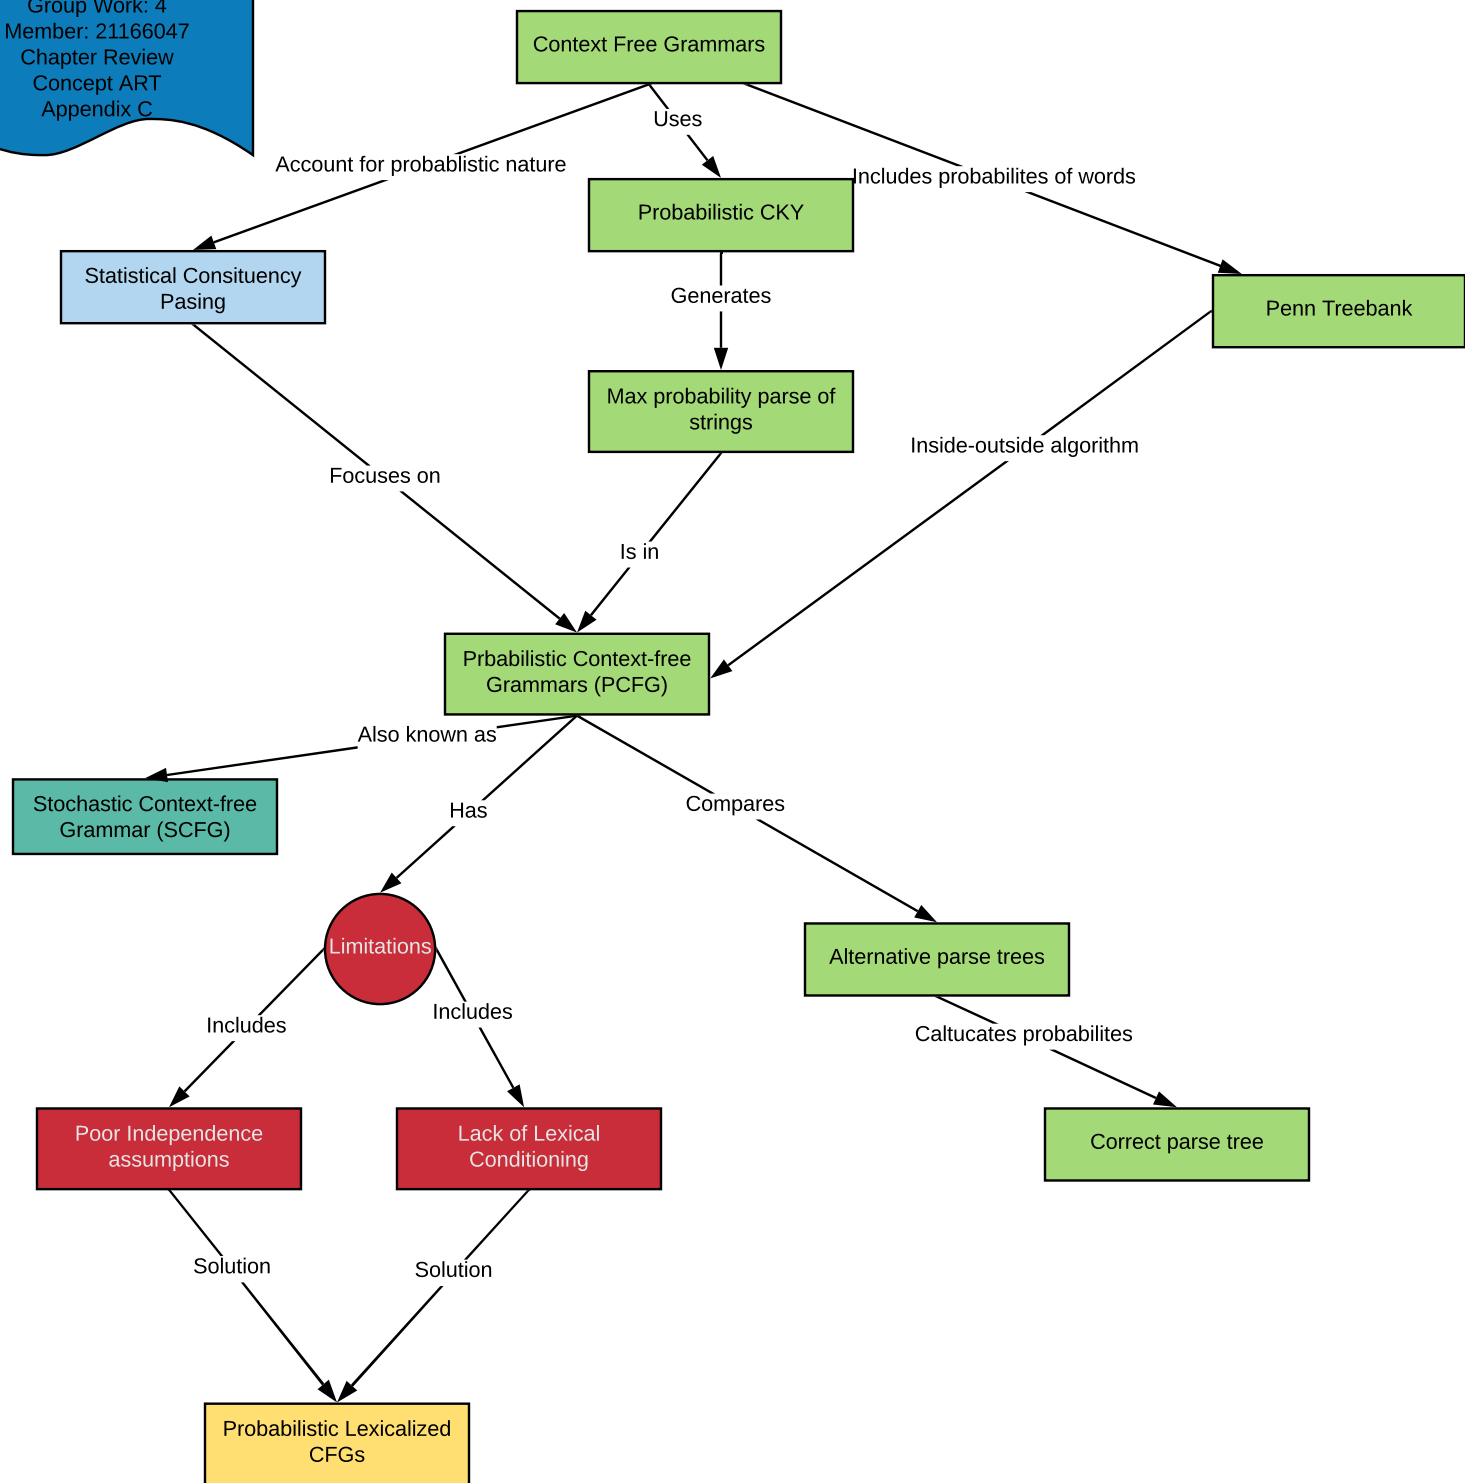 Group Work: 4
Member: 21166047
Chapter Review
Concept ART
Appendix C
Context Free Grammars
Uses
Account for probablistic nature
Includes probabilites of words
Probabilistic CKY
Statistical Consituency
Pasing
Generates
Penn Treebank
Max probability parse of
strings
Inside-outside algorithm
Focuses on
Is in
Prbabilistic Context-free
Grammars (PCFG)
Also known as
Stochastic Context-free
Grammar (SCFG)
Has
Compares
Limitations
Alternative parse trees
Includes
Includes
Caltucates probabilites
Poor Independence
assumptions
Lack of Lexical
Conditioning
Correct parse tree
Solution
Solution
Probabilistic Lexicalized
CFGs